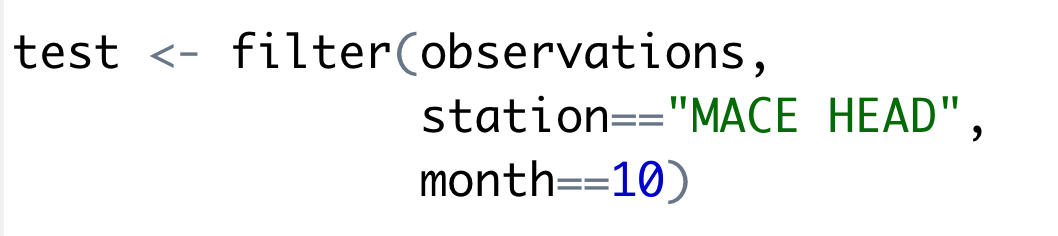 test <- filter(observations,
station=="MACE HEAD",
month==10)